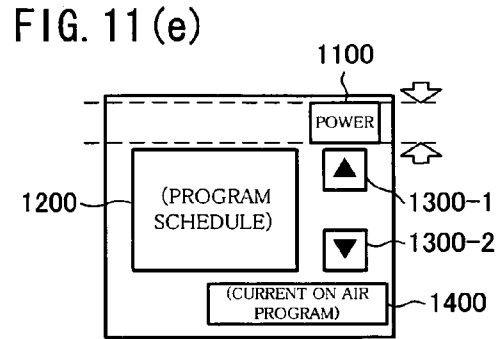 FIG. 11(e)
1100
POWER
▲
1200
(PROGRAM
SCHEDULE)
1300-1
▼
1300-2
(CURRENT ON AIR
PROGRAM)
1400